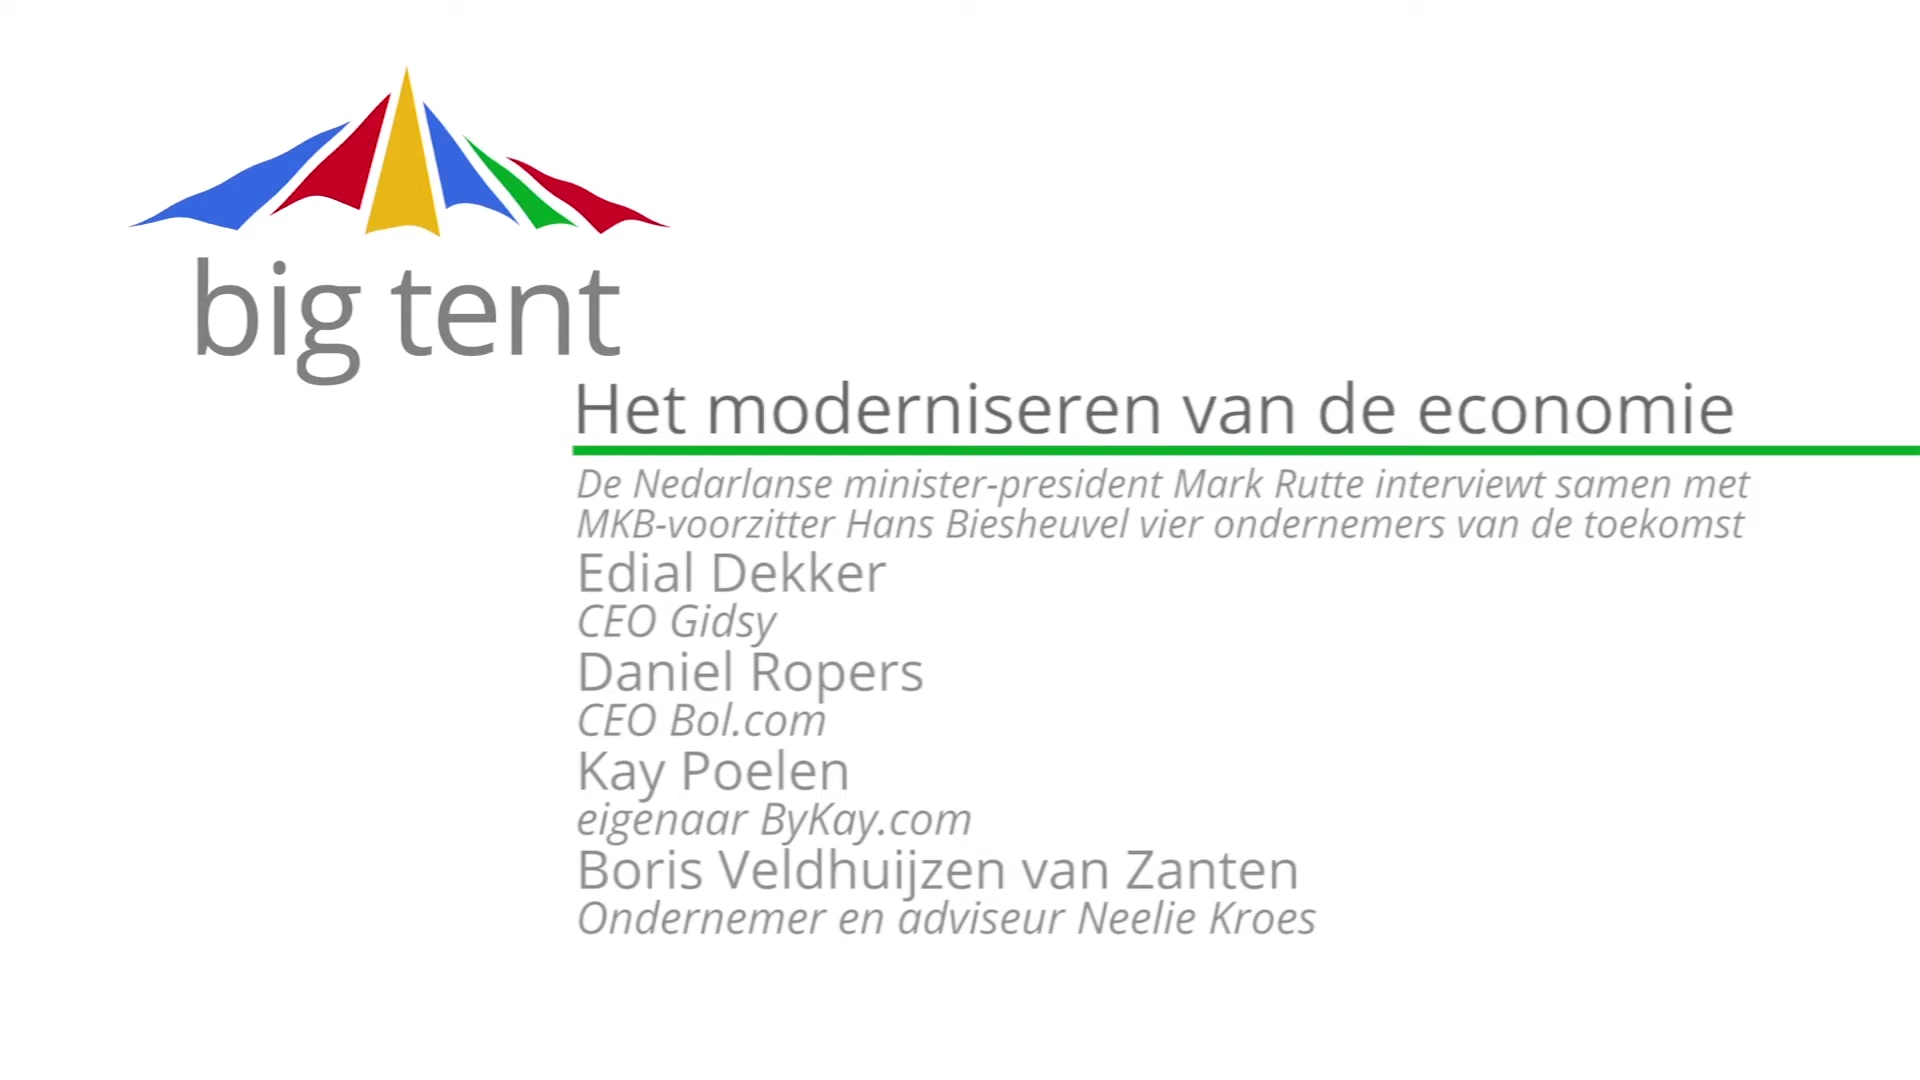 big tent
Het moderniseren van de economie
De Nedarlanse minister-president Mark Rutte interviewt samen met
MKB-voorzitter Hans Biesheuvel vier ondernemers van de toekomst
Edial Dekker
CEO Gidsy
Daniel Ropers
CEO Bol.com
Kay Poelen
eigenaar ByKay.com
Boris Veldhuijzen van Zanten
Ondernemer en adviseur Neelie Kroes